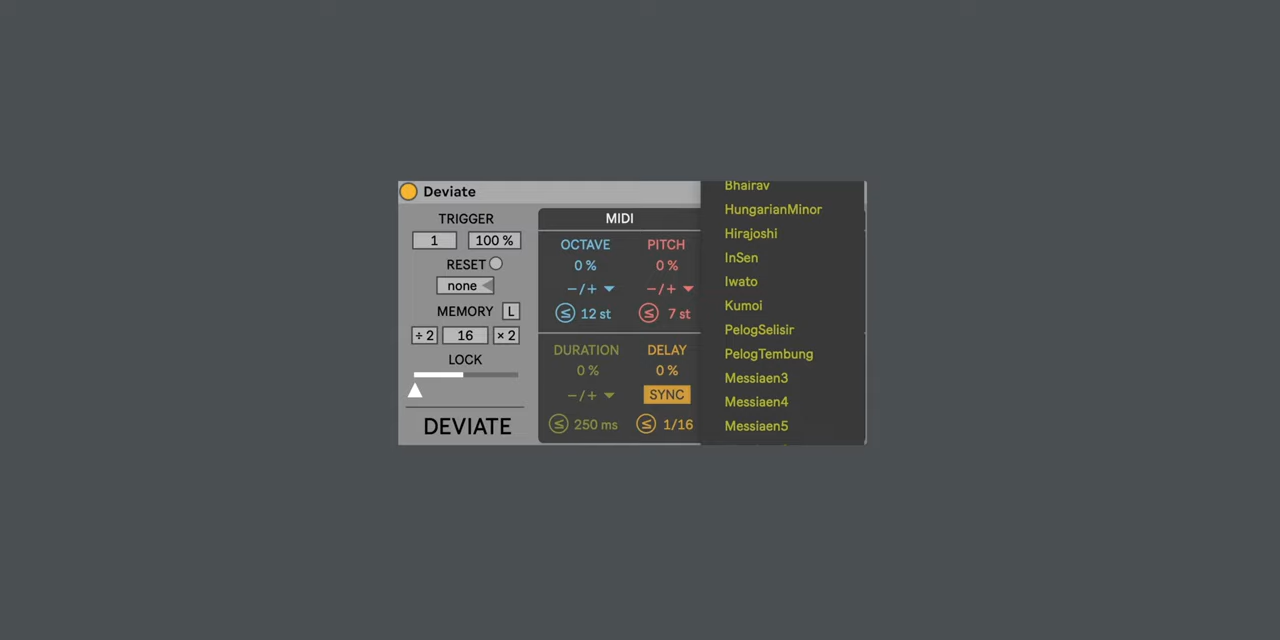 Deviate
TRIGGER
1 100 %
RESET
none
MEMORY L
÷ 2 16 × 2
LOCK
DEVIATE
MIDI
OCTAVE PITCH
0 % 0 %
−/+ −/+
≤ 12 st ≤ 7 st
DURATION DELAY
0 % 0 %
−/+ SYNC
≤ 250 ms ≤ 1/16
Bhairav
HungarianMinor
Hirajoshi
InSen
Iwato
Kumoi
PelogSelisir
PelogTembung
Messiaen3
Messiaen4
Messiaen5